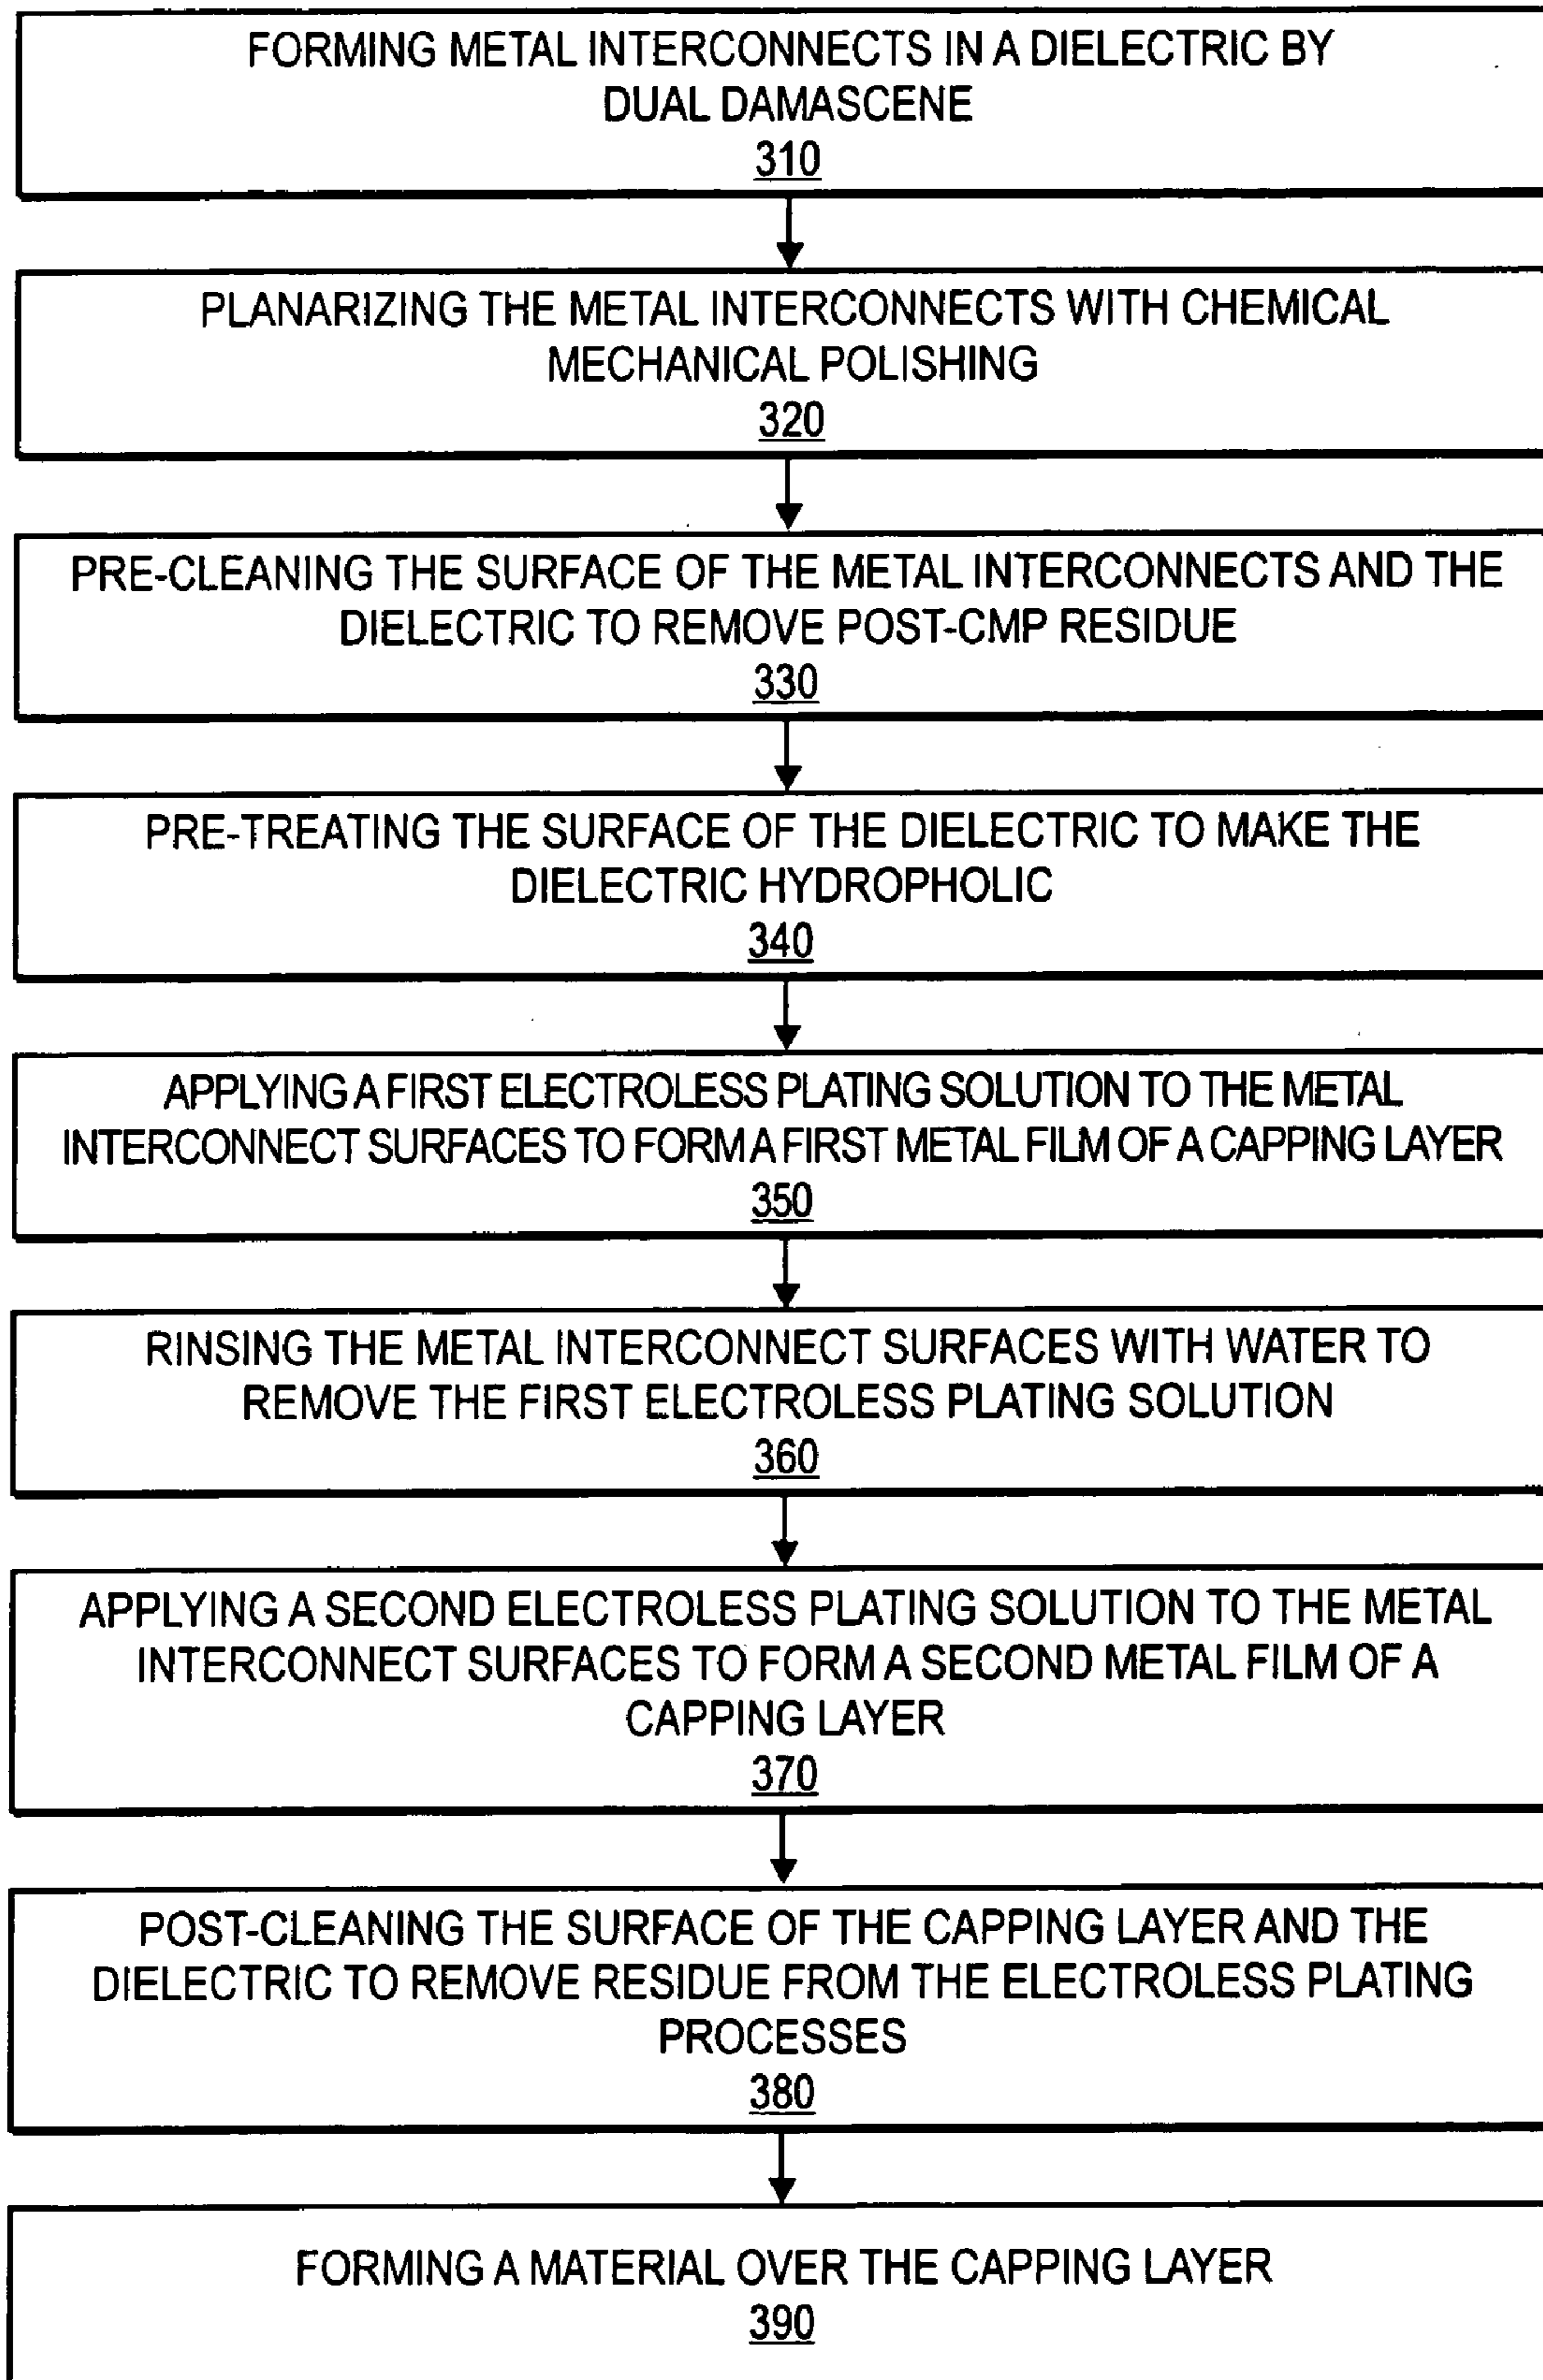 FORMING METAL INTERCONNECTS IN A DIELECTRIC BY
DUAL DAMASCENE
310
PLANARIZING THE METAL INTERCONNECTS WITH CHEMICAL
MECHANICAL POLISHING
320
PRE-CLEANING THE SURFACE OF THE METAL INTERCONNECTS AND THE
DIELECTRIC TO REMOVE POST-CMP RESIDUE
330
PRE-TREATING THE SURFACE OF THE DIELECTRIC TO MAKE THE
DIELECTRIC HYDROPHOLIC
340
APPLYING A FIRST ELECTROLESS PLATING SOLUTION TO THE METAL
INTERCONNECT SURFACES TO FORM A FIRST METAL FILM OF A CAPPING LAYER
350
RINSING THE METAL INTERCONNECT SURFACES WITH WATER TO
REMOVE THE FIRST ELECTROLESS PLATING SOLUTION
360
APPLYING A SECOND ELECTROLESS PLATING SOLUTION TO THE METAL
INTERCONNECT SURFACES TO FORM A SECOND METAL FILM OF A
CAPPING LAYER
370
POST-CLEANING THE SURFACE OF THE CAPPING LAYER AND THE
DIELECTRIC TO REMOVE RESIDUE FROM THE ELECTROLESS PLATING
PROCESSES
380
FORMING A MATERIAL OVER THE CAPPING LAYER
390